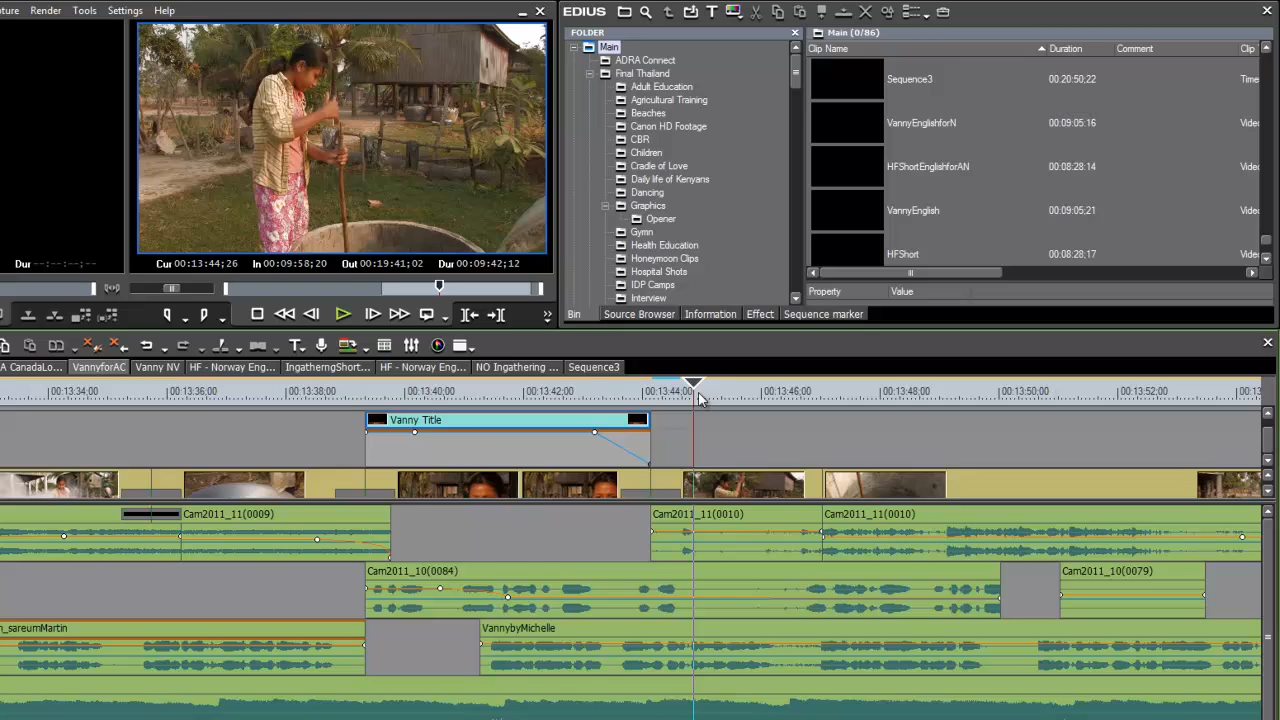 pture Render Tools Settings Help
Dur --:--:--;--
Cur 00:13:44;26 In 00:09:58;20 Out 00:19:41;02 Dur 00:09:42;12
EDIUS
FOLDER
Main
ADRA Connect
Final Thailand
Adult Education
Agricultural Training
Beaches
Canon HD Footage
CBR
Children
Cradle of Love
Daily life of Kenyans
Dancing
Graphics
Opener
Gymn
Health Education
Honeymoon Clips
Hospital Shots
IDP Camps
Interview
Main (0/86)
Clip Name Duration Comment Clip
Sequence3 00:20:50;22 Time
VannyEnglishforN 00:09:05:16 Video
HFShortEnglishforAN 00:08:28:14 Video
VannyEnglish 00:09:05;21 Video
HFShort 00:08:28;17 Video
Property Value
Bin Source Browser Information Effect Sequence marker
A CanadaLo... VannyforAC Vanny NV HF - Norway Eng... IngathernqShort... HF - Norway Eng... NO Ingathering ... Sequence3
00:13:34;00 00:13:36;00 00:13:38;00 00:13:40;00 00:13:42;00 00:13:44;00 00:13:46;00 00:13:48;00 00:13:50;00 00:13:52;00 00:13:
Vanny Title
Cam2011_11(0009) Cam2011_11(0010) Cam2011_11(0010)
Cam2011_10(0084) Cam2011_10(0079)
n_sareumMartin VannybyMichelle